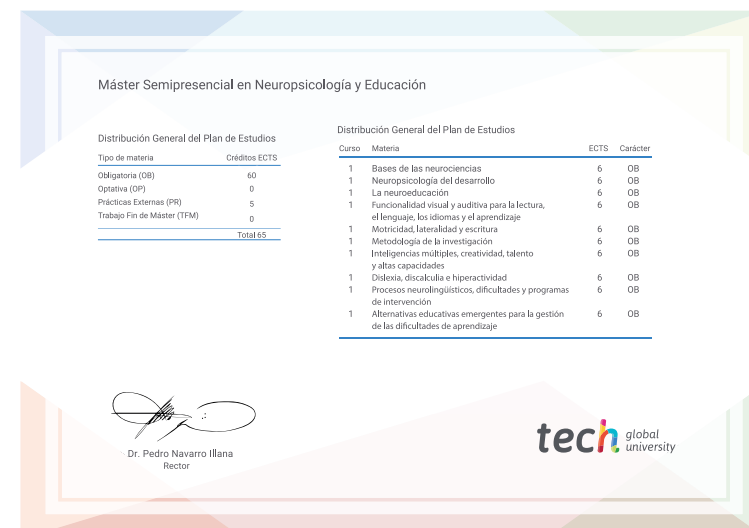 Máster Semipresencial en Neuropsicología y Educación
Distribución General del Plan de Estudios
Tipo de materia Créditos ECTS
Obligatoria (OB) 60
Optativa (OP) 0
Prácticas Externas (PR) 5
Trabajo Fin de Máster (TFM) 0
Total 65
Distribución General del Plan de Estudios
Curso Materia ECTS Carácter
1 Bases de las neurociencias 6 OB
1 Neuropsicología del desarrollo 6 OB
1 La neuroeducación 6 OB
1 Funcionalidad visual y auditiva para la lectura, 6 OB
el lenguaje, los idiomas y el aprendizaje
1 Motricidad, lateralidad y escritura 6 OB
1 Metodología de la investigación 6 OB
1 Inteligencias múltiples, creatividad, talento 6 OB
y altas capacidades
1 Dislexia, discalculia e hiperactividad 6 OB
1 Procesos neurolingüísticos, dificultades y programas 6 OB
de intervención
1 Alternativas educativas emergentes para la gestión 6 OB
de las dificultades de aprendizaje
Dr. Pedro Navarro Illana
Rector
tech global
university